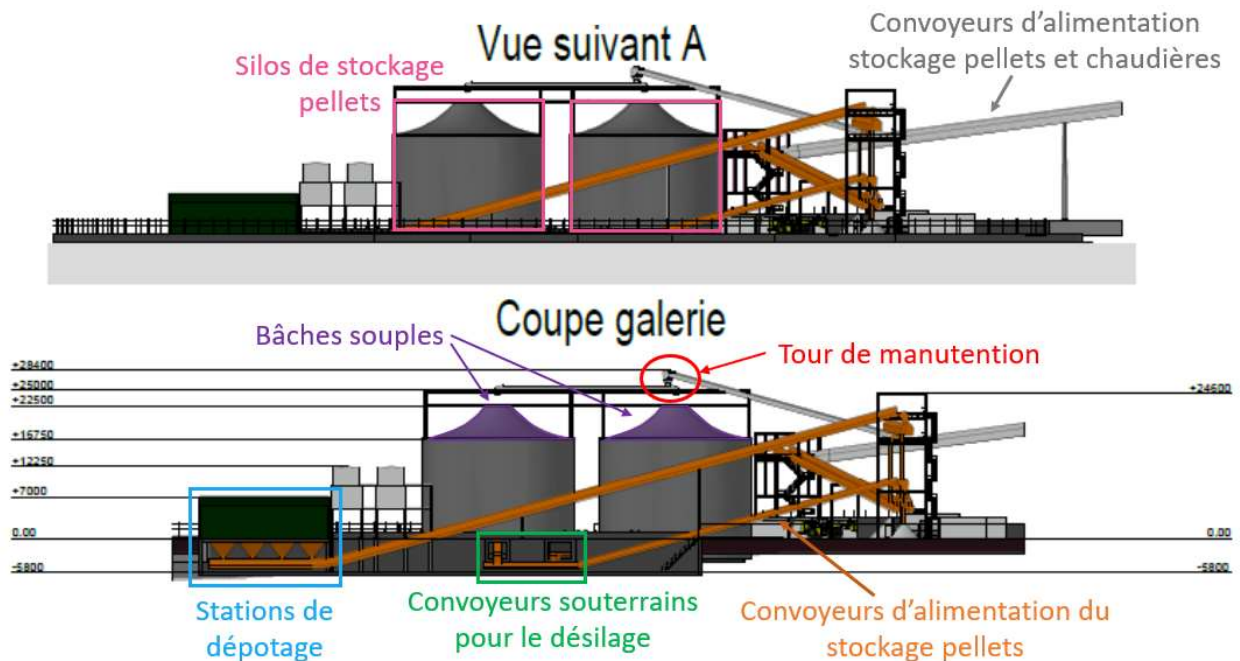 Convoyeurs d'alimentation
stockage pellets et chaudières
Vue suivant A
Silos de stockage
pellets
Coupe galerie
Bâches souples
Tour de manutention
+28400
+25000
+24600
+22500
+16750
+12250
+7000
0.00
0.00
-5800
-5800
Stations de
dépotage
Convoyeurs souterrains
pour le désilage
Convoyeurs d'alimentation du
stockage pellets